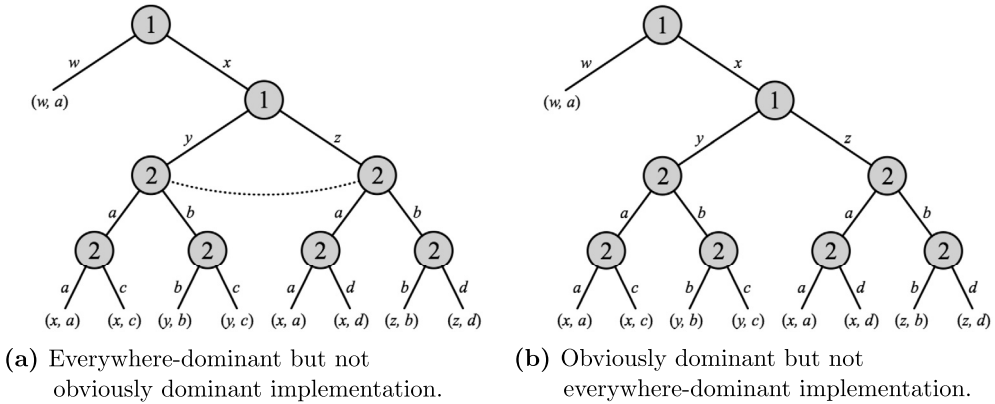 1 1
w x w x
(w, a) 1 (w, a) 1
y z y z
2 2 2 2
a b a b a b a b
2 2 2 2 2 2 2 2
a c b c a d b d a c b c a d b d
(x, a) (x, c) (y, b) (y, c) (x, a) (x, d) (z, b) (z, d) (x, a) (x, c) (y, b) (y, c) (x, a) (x, d) (z, b) (z, d)
(a) Everywhere-dominant but not
obviously dominant implementation.
(b) Obviously dominant but not
everywhere-dominant implementation.